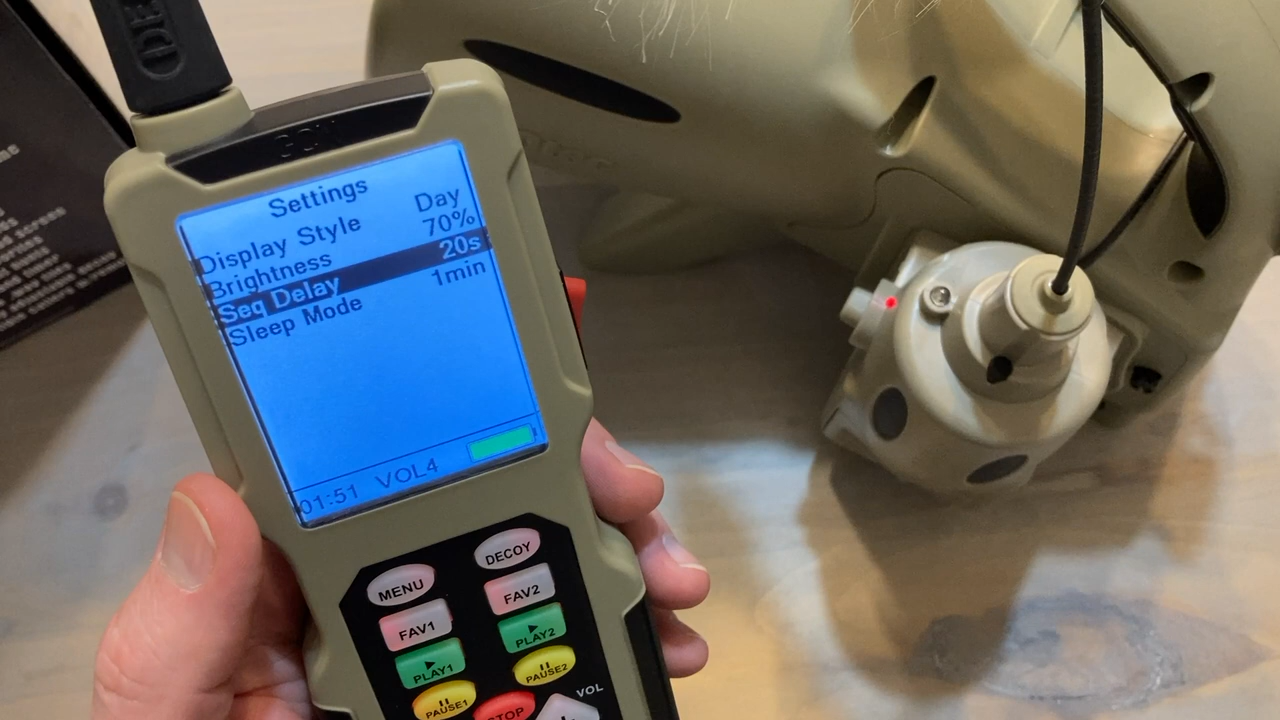 Settings
Display Style Day
Brightness 70%
Seq Delay 20s
Sleep Mode 1min
01:51 VOL4
MENU DECOY
FAV1 FAV2
PLAY1 PLAY2
PAUSE1 PAUSE2
STOP VOL